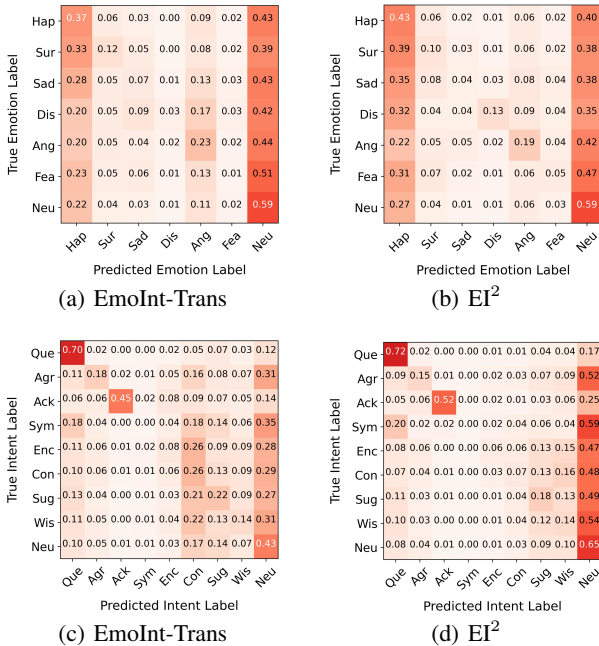 True Emotion Label
Hap 0.37 0.06 0.03 0.00 0.09 0.02 0.43
Sur 0.33 0.12 0.05 0.00 0.08 0.02 0.39
Sad 0.28 0.05 0.07 0.01 0.13 0.03 0.43
Dis 0.20 0.05 0.09 0.03 0.17 0.03 0.42
Ang 0.20 0.05 0.04 0.02 0.23 0.02 0.44
Fea 0.23 0.05 0.06 0.01 0.13 0.01 0.51
Neu 0.22 0.04 0.03 0.01 0.11 0.02 0.59
Hap Sur Sad Dis Ang Fea Neu
Predicted Emotion Label
(a) EmoInt-Trans
True Emotion Label
Hap 0.43 0.06 0.02 0.01 0.06 0.02 0.40
Sur 0.39 0.10 0.03 0.01 0.06 0.02 0.38
Sad 0.35 0.08 0.04 0.03 0.08 0.04 0.38
Dis 0.32 0.04 0.04 0.13 0.09 0.04 0.35
Ang 0.22 0.05 0.05 0.02 0.19 0.04 0.42
Fea 0.31 0.07 0.02 0.01 0.06 0.05 0.47
Neu 0.27 0.04 0.01 0.01 0.06 0.03 0.59
Hap Sur Sad Dis Ang Fea Neu
Predicted Emotion Label
(b) EI²
True Intent Label
Que 0.70 0.02 0.00 0.00 0.02 0.05 0.07 0.03 0.12
Agr 0.11 0.18 0.02 0.01 0.05 0.16 0.08 0.07 0.31
Ack 0.06 0.06 0.45 0.02 0.08 0.09 0.07 0.05 0.14
Sym 0.18 0.04 0.00 0.04 0.00 0.18 0.14 0.06 0.35
Enc 0.11 0.06 0.01 0.02 0.08 0.26 0.09 0.09 0.28
Con 0.10 0.06 0.01 0.01 0.06 0.26 0.13 0.09 0.29
Sug 0.13 0.04 0.00 0.01 0.03 0.21 0.22 0.09 0.27
Wis 0.11 0.05 0.00 0.01 0.04 0.22 0.13 0.14 0.31
Neu 0.10 0.05 0.01 0.01 0.03 0.17 0.14 0.07 0.43
Que Agr Ack Sym Enc Con Sug Wis Neu
Predicted Intent Label
(c) EmoInt-Trans
True Intent Label
Que 0.72 0.02 0.00 0.00 0.01 0.01 0.04 0.04 0.17
Agr 0.09 0.15 0.01 0.00 0.02 0.03 0.08 0.09 0.52
Ack 0.05 0.06 0.52 0.00 0.02 0.01 0.03 0.06 0.25
Sym 0.20 0.02 0.02 0.00 0.00 0.04 0.06 0.06 0.59
Enc 0.08 0.06 0.00 0.00 0.06 0.04 0.13 0.15 0.47
Con 0.07 0.04 0.01 0.00 0.03 0.07 0.13 0.16 0.48
Sug 0.11 0.03 0.00 0.00 0.01 0.04 0.18 0.13 0.49
Wis 0.10 0.03 0.00 0.00 0.01 0.04 0.12 0.14 0.54
Neu 0.08 0.04 0.01 0.00 0.01 0.03 0.09 0.10 0.65
Que Agr Ack Sym Enc Con Sug Wis Neu
Predicted Intent Label
(d) EI²